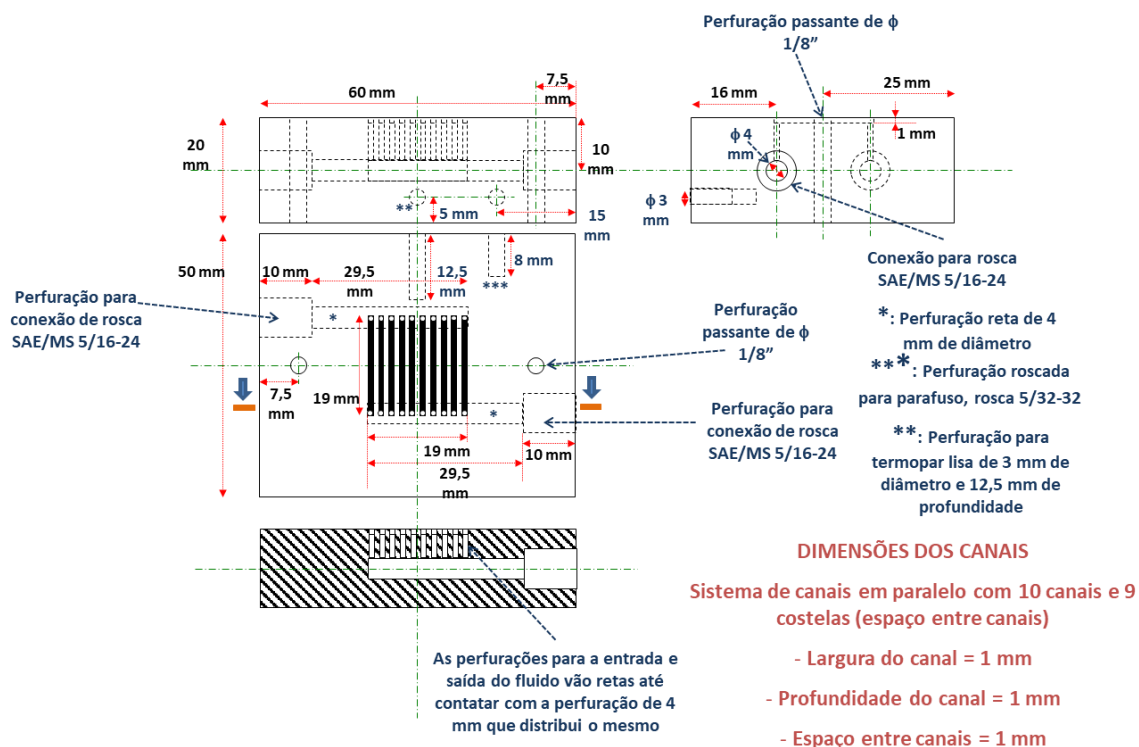 Perfuração passante de ϕ
1/8”
7,5
mm
60 mm
20
mm
10
mm
**
5 mm
15
mm
16 mm
25 mm
1 mm
ϕ 4
mm
ϕ 3
mm
Conexão para rosca
SAE/MS 5/16-24
50 mm
10 mm
29,5
mm
12,5
mm
8 mm
***
*
Perfuração para
conexão de rosca
SAE/MS 5/16-24
Perfuração
passante de ϕ
1/8”
7,5
mm
19 mm
*
19 mm
29,5
mm
10 mm
Perfuração para
conexão de rosca
SAE/MS 5/16-24
*: Perfuração reta de 4
mm de diâmetro
***: Perfuração roscada
para parafuso, rosca 5/32-32
**: Perfuração para
termopar lisa de 3 mm de
diâmetro e 12,5 mm de
profundidade
As perfurações para a entrada e
saída do fluido vão retas até
contatar com a perfuração de 4
mm que distribui o mesmo
DIMENSÕES DOS CANAIS
Sistema de canais em paralelo com 10 canais e 9
costelas (espaço entre canais)
- Largura do canal = 1 mm
- Profundidade do canal = 1 mm
- Espaço entre canais = 1 mm